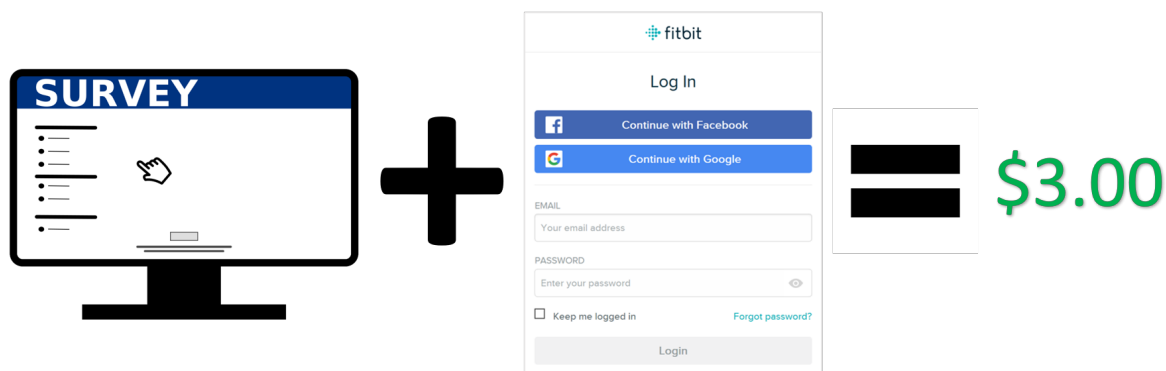 SURVEY
fitbit
Log In
Continue with Facebook
Continue with Google
EMAIL
Your email address
PASSWORD
Enter your password
Keep me logged in Forgot password?
Login
$3.00